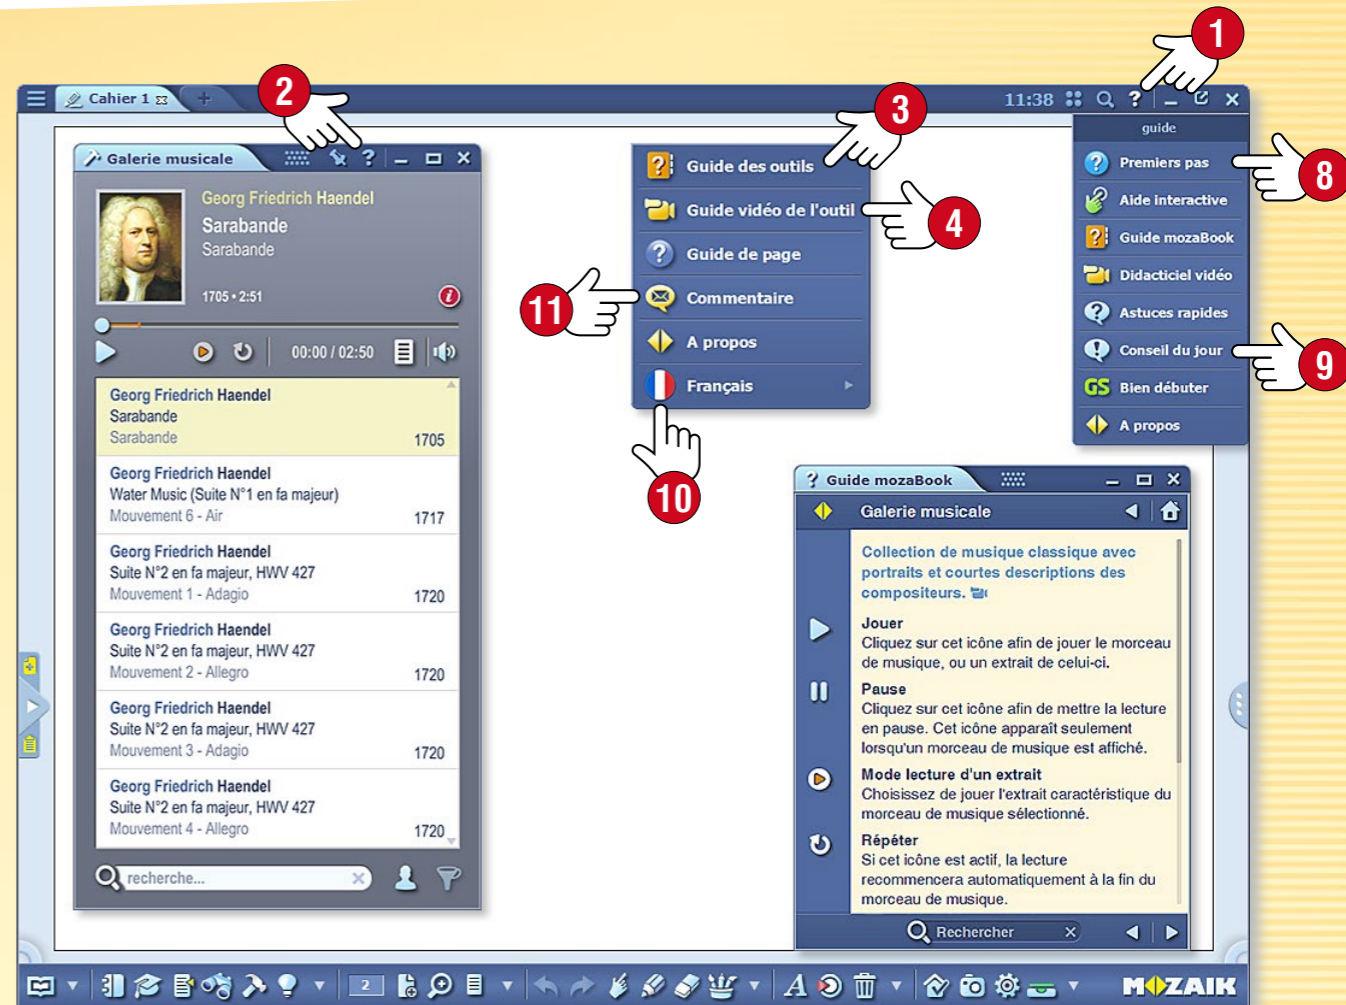 1
2
Cahier 1
11:38
?
3
guide
Galerie musicale
?
Georg Friedrich Haendel
Sarabande
Sarabande
1705 • 2:51
i
00:00 / 02:50
Georg Friedrich Haendel
Sarabande
Sarabande
1705
Georg Friedrich Haendel
Water Music (Suite N°1 en fa majeur)
Mouvement 6 - Air
1717
Georg Friedrich Haendel
Suite N°2 en fa majeur, HWV 427
Mouvement 1 - Adagio
1720
Georg Friedrich Haendel
Suite N°2 en fa majeur, HWV 427
Mouvement 2 - Allegro
1720
Georg Friedrich Haendel
Suite N°2 en fa majeur, HWV 427
Mouvement 3 - Adagio
1720
Georg Friedrich Haendel
Suite N°2 en fa majeur, HWV 427
Mouvement 4 - Allegro
1720
recherche...
Guide des outils
Guide vidéo de l'outil
4
Guide de page
11
Commentaire
A propos
Français
10
Premiers pas
8
Aide interactive
Guide mozaBook
Didacticiel vidéo
Astuces rapides
Conseil du jour
9
GS Bien débuter
A propos
? Guide mozaBook
Galerie musicale
Collection de musique classique avec
portraits et courtes descriptions des
compositeurs.
Jouer
Cliquez sur cet icône afin de jouer le morceau
de musique, ou un extrait de celui-ci.
Pause
Cliquez sur cet icône afin de mettre la lecture
en pause. Cet icône apparaît seulement
lorsqu'un morceau de musique est affiché.
Mode lecture d'un extrait
Choisissez de jouer l'extrait caractéristique du
morceau de musique sélectionné.
Répéter
Si cet icône est actif, la lecture
recommencera automatiquement à la fin du
morceau de musique.
Rechercher
2
A
MOZAIK